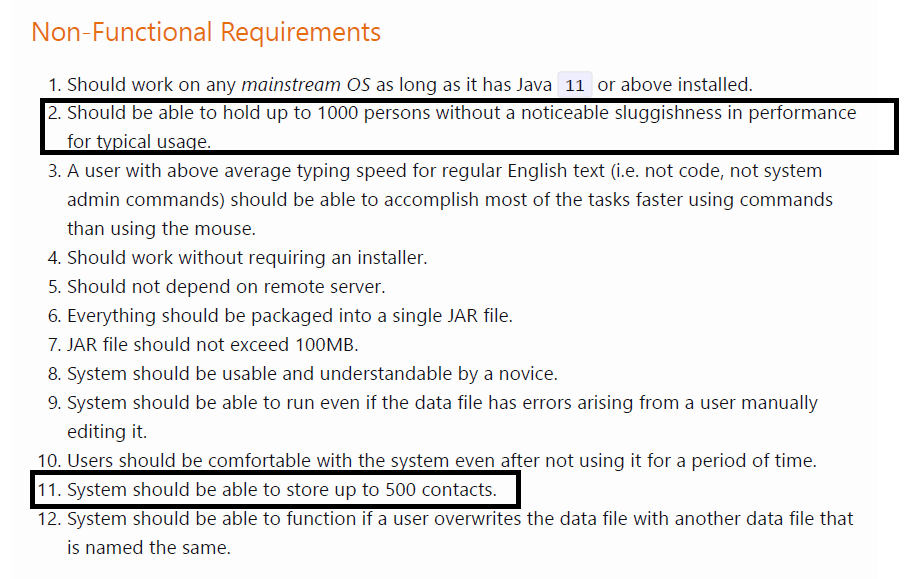 Non-Functional Requirements
1. Should work on any mainstream OS as long as it has Java 11 or above installed.
2. Should be able to hold up to 1000 persons without a noticeable sluggishness in performance
for typical usage.
3. A user with above average typing speed for regular English text (i.e. not code, not system
admin commands) should be able to accomplish most of the tasks faster using commands
than using the mouse.
4. Should work without requiring an installer.
5. Should not depend on remote server.
6. Everything should be packaged into a single JAR file.
7. JAR file should not exceed 100MB.
8. System should be usable and understandable by a novice.
9. System should be able to run even if the data file has errors arising from a user manually
editing it.
10. Users should be comfortable with the system even after not using it for a period of time.
11. System should be able to store up to 500 contacts.
12. System should be able to function if a user overwrites the data file with another data file that
is named the same.